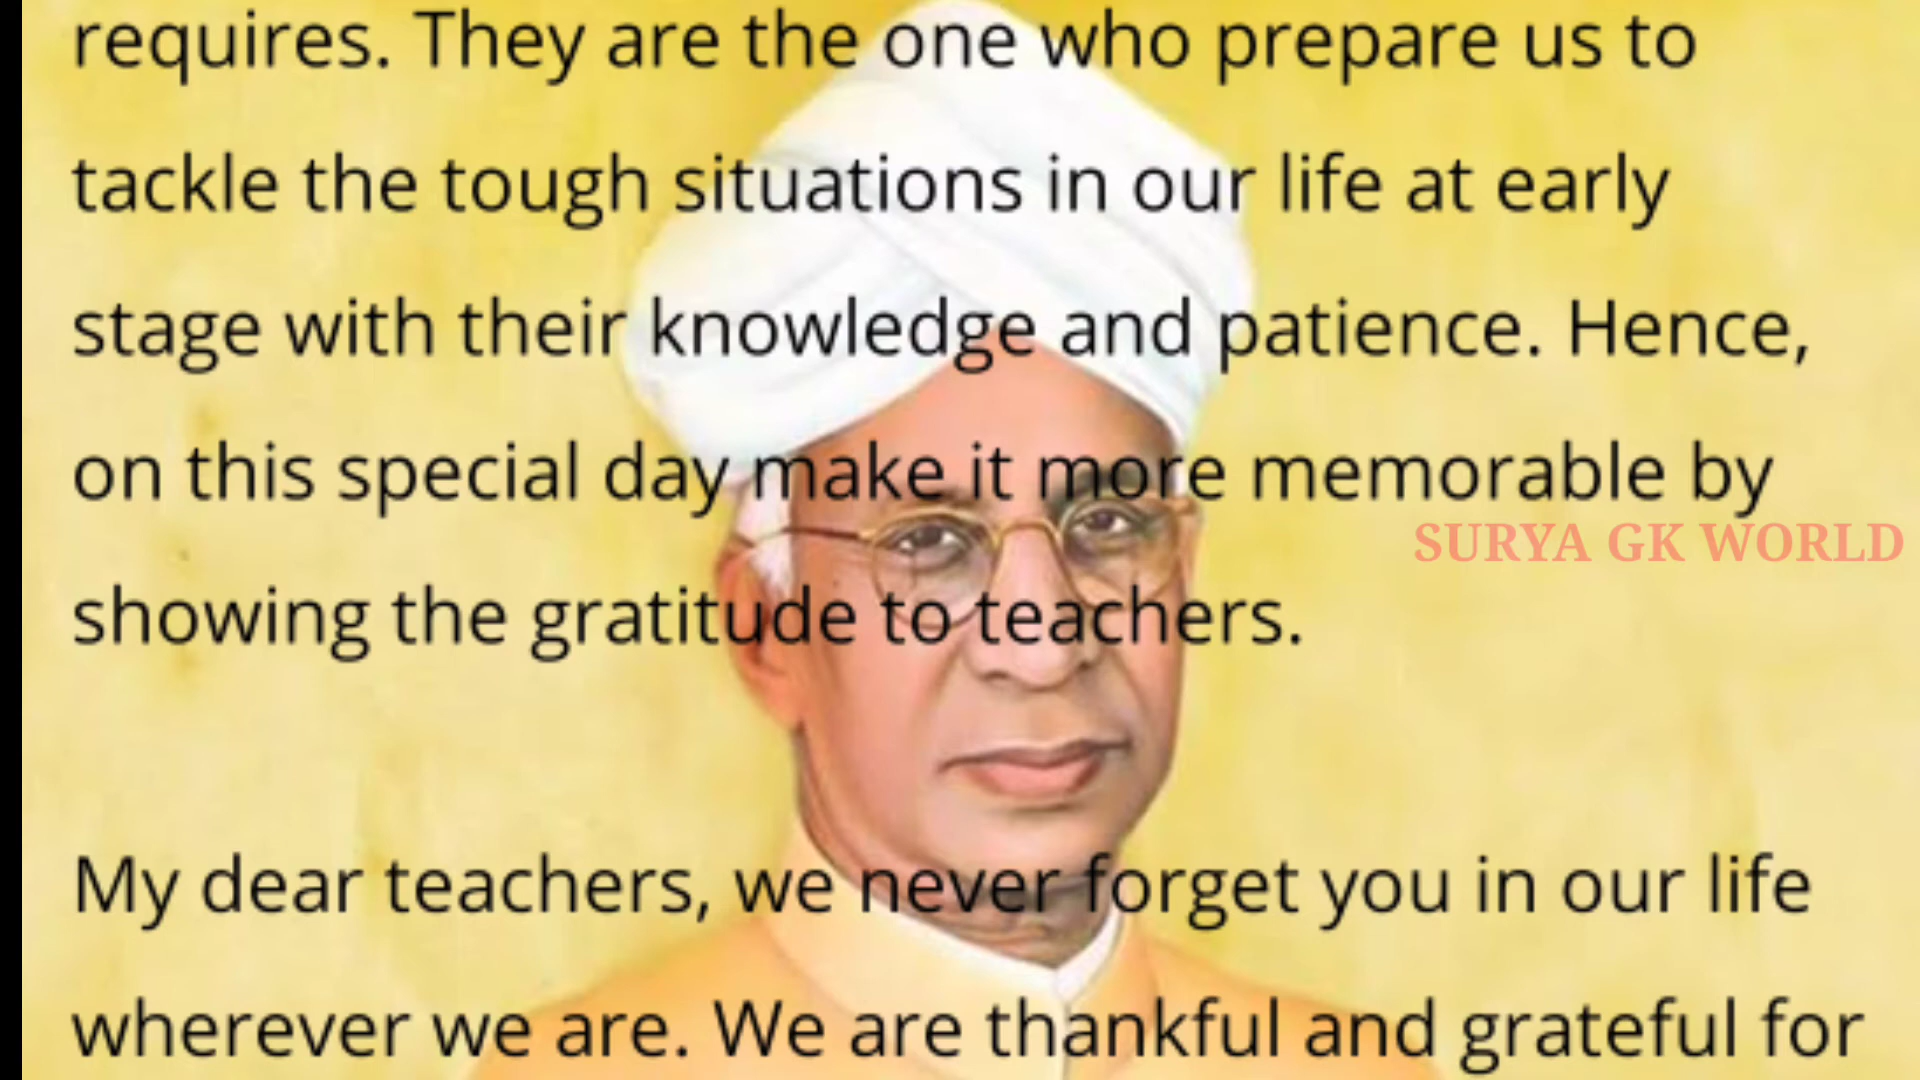 requires. They are the one who prepare us to
tackle the tough situations in our life at early
stage with their knowledge and patience. Hence,
on this special day make it more memorable by
SURYA GK WORLD
showing the gratitude to teachers.
My dear teachers, we never forget you in our life
wherever we are. We are thankful and grateful for